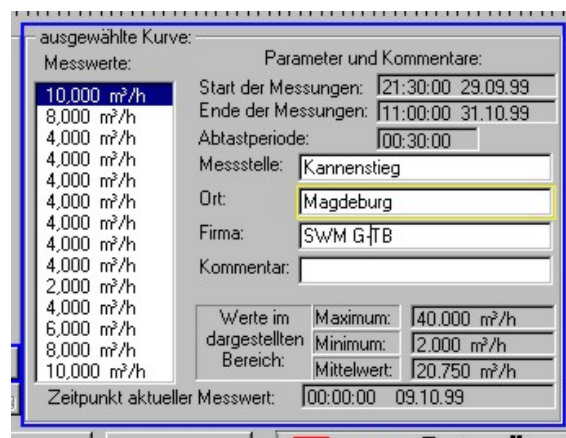 ausgewählte Kurve:
Messwerte:
Parameter und Kommentare:
10,000 m³/h
8,000 m³/h
4,000 m³/h
4,000 m³/h
4,000 m³/h
4,000 m³/h
4,000 m³/h
4,000 m³/h
4,000 m³/h
2,000 m³/h
4,000 m³/h
6,000 m³/h
8,000 m³/h
10,000 m³/h
Start der Messungen: 21:30:00 29.09.99
Ende der Messungen: 11:00:00 31.10.99
Abtastperiode: 00:30:00
Messstelle: Kannenstieg
Ort: Magdeburg
Firma: SWM G-TB
Kommentar:
Werte im
dargestellten
Bereich:
Maximum: 40.000 m³/h
Minimum: 2.000 m³/h
Mittelwert: 20.750 m³/h
Zeitpunkt aktueller Messwert: 00:00:00 09.10.99